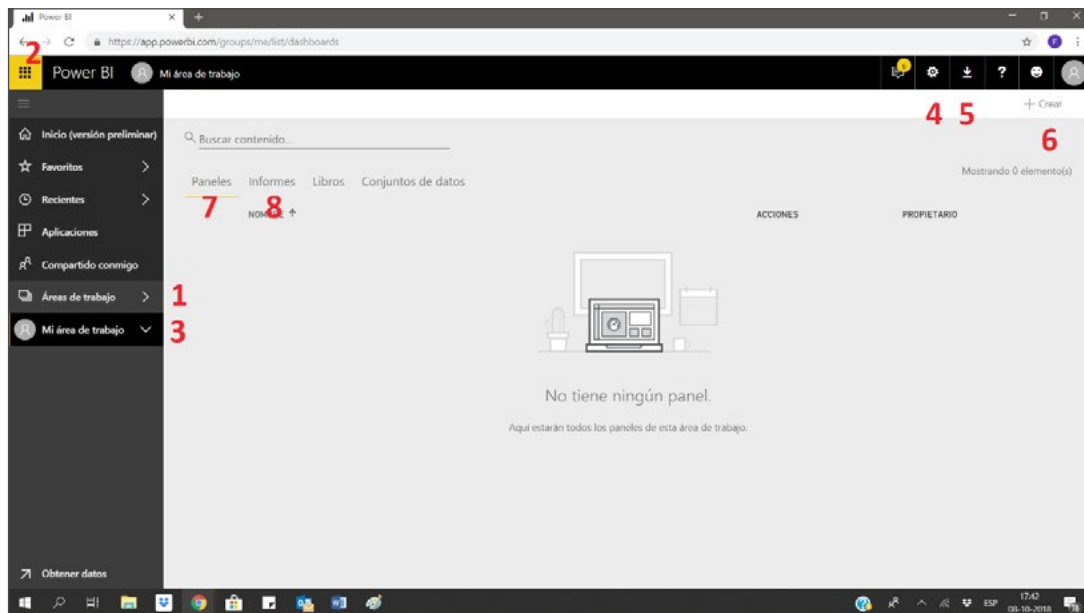 Power BI
https://app.powerbi.com/groups/me/list/dashboards
F
2
Power BI
Mi área de trabajo
4
5
Crear
6
Inicio (versión preliminar)
Buscar contenido...
Favoritos
Mostrando 0 elemento(s)
Paneles Informes Libros Conjuntos de datos
Recientes
7
8
ACCIONES
PROPIETARIO
Aplicaciones
Compartido conmigo
Áreas de trabajo
1
Mi área de trabajo
3
No tiene ningún panel.
Aquí estarán todos los paneles de esta área de trabajo.
Obtener datos
ESP
17:42
08-10-2018